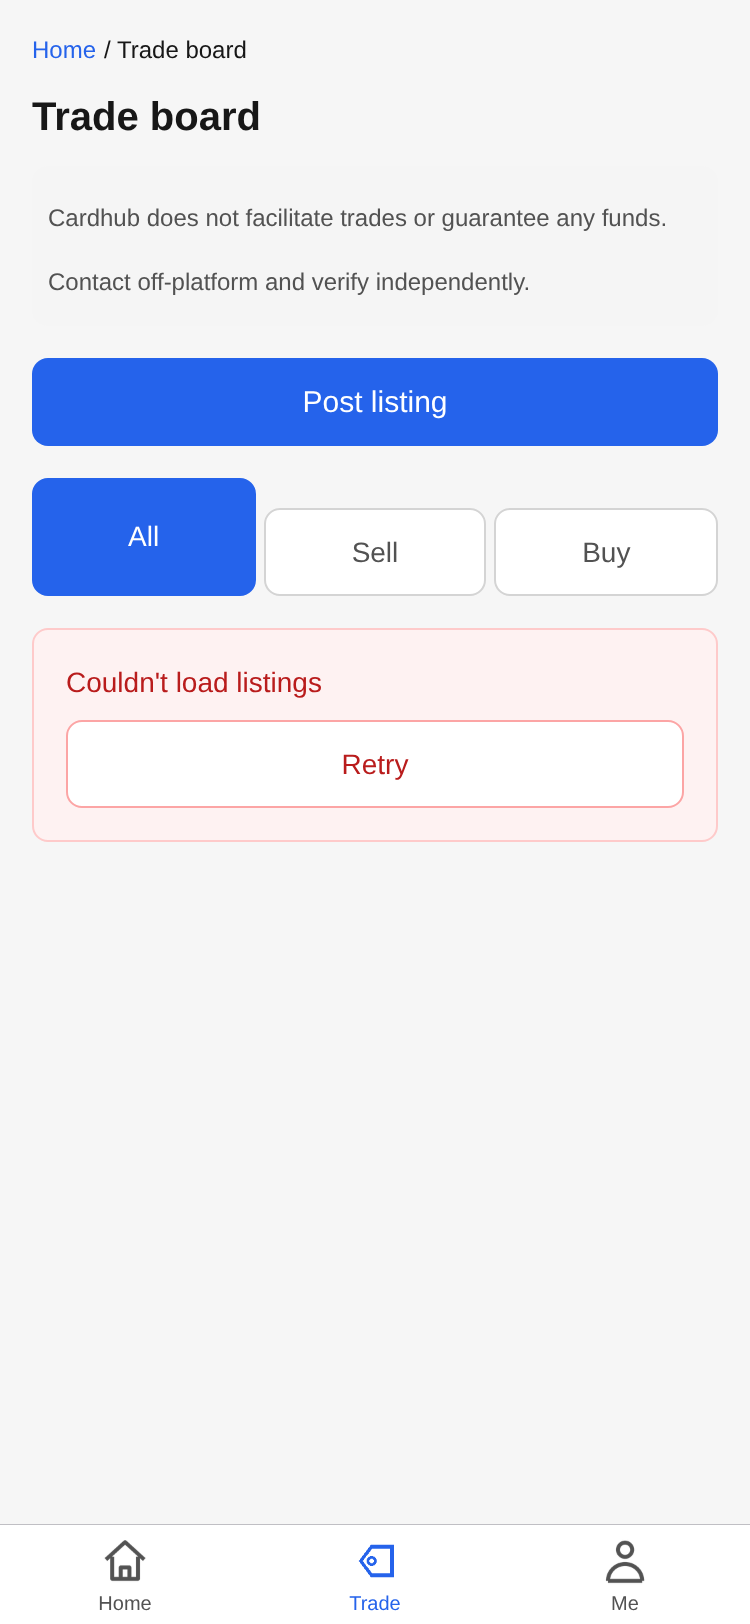 Home / Trade board
Trade board
Cardhub does not facilitate trades or guarantee any funds.
Contact off-platform and verify independently.
Post listing
All
Sell
Buy
Couldn't load listings
Retry
Home
Trade
Me